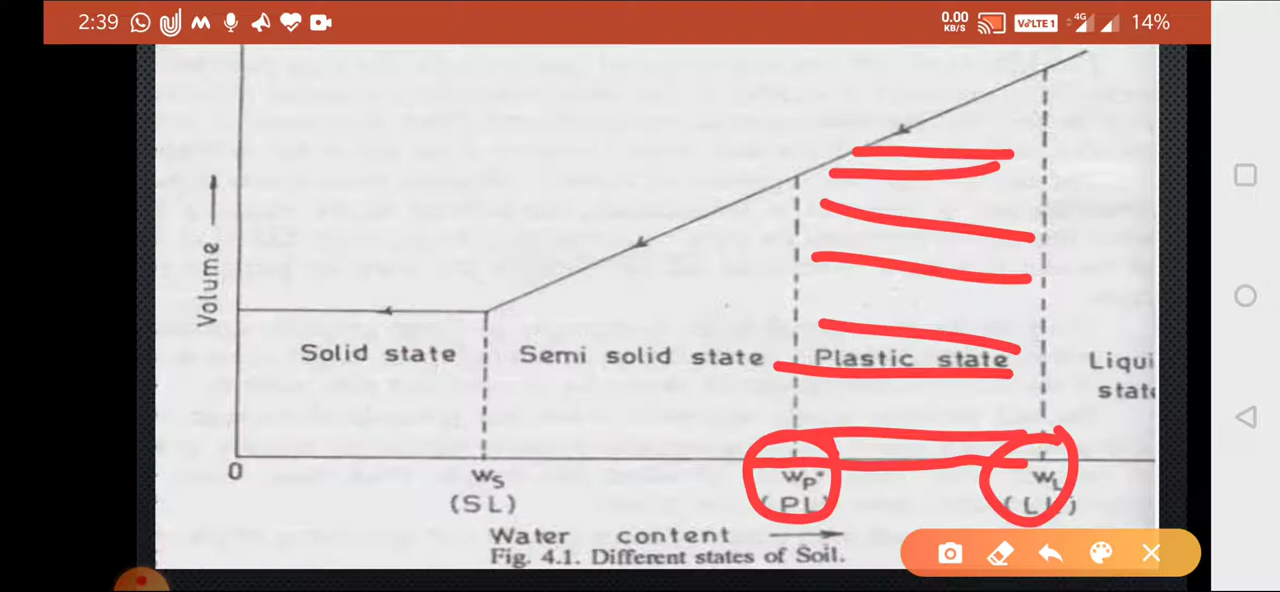 2:39
0.00
KB/S
VoLTE 1
4G
14%
Volume
Solid state
Semi solid state
Plastic state
Liqui
state
0
wS
(SL)
wP
(PL)
wL
(LL)
Water content
Fig. 4.1. Different states of Soil.